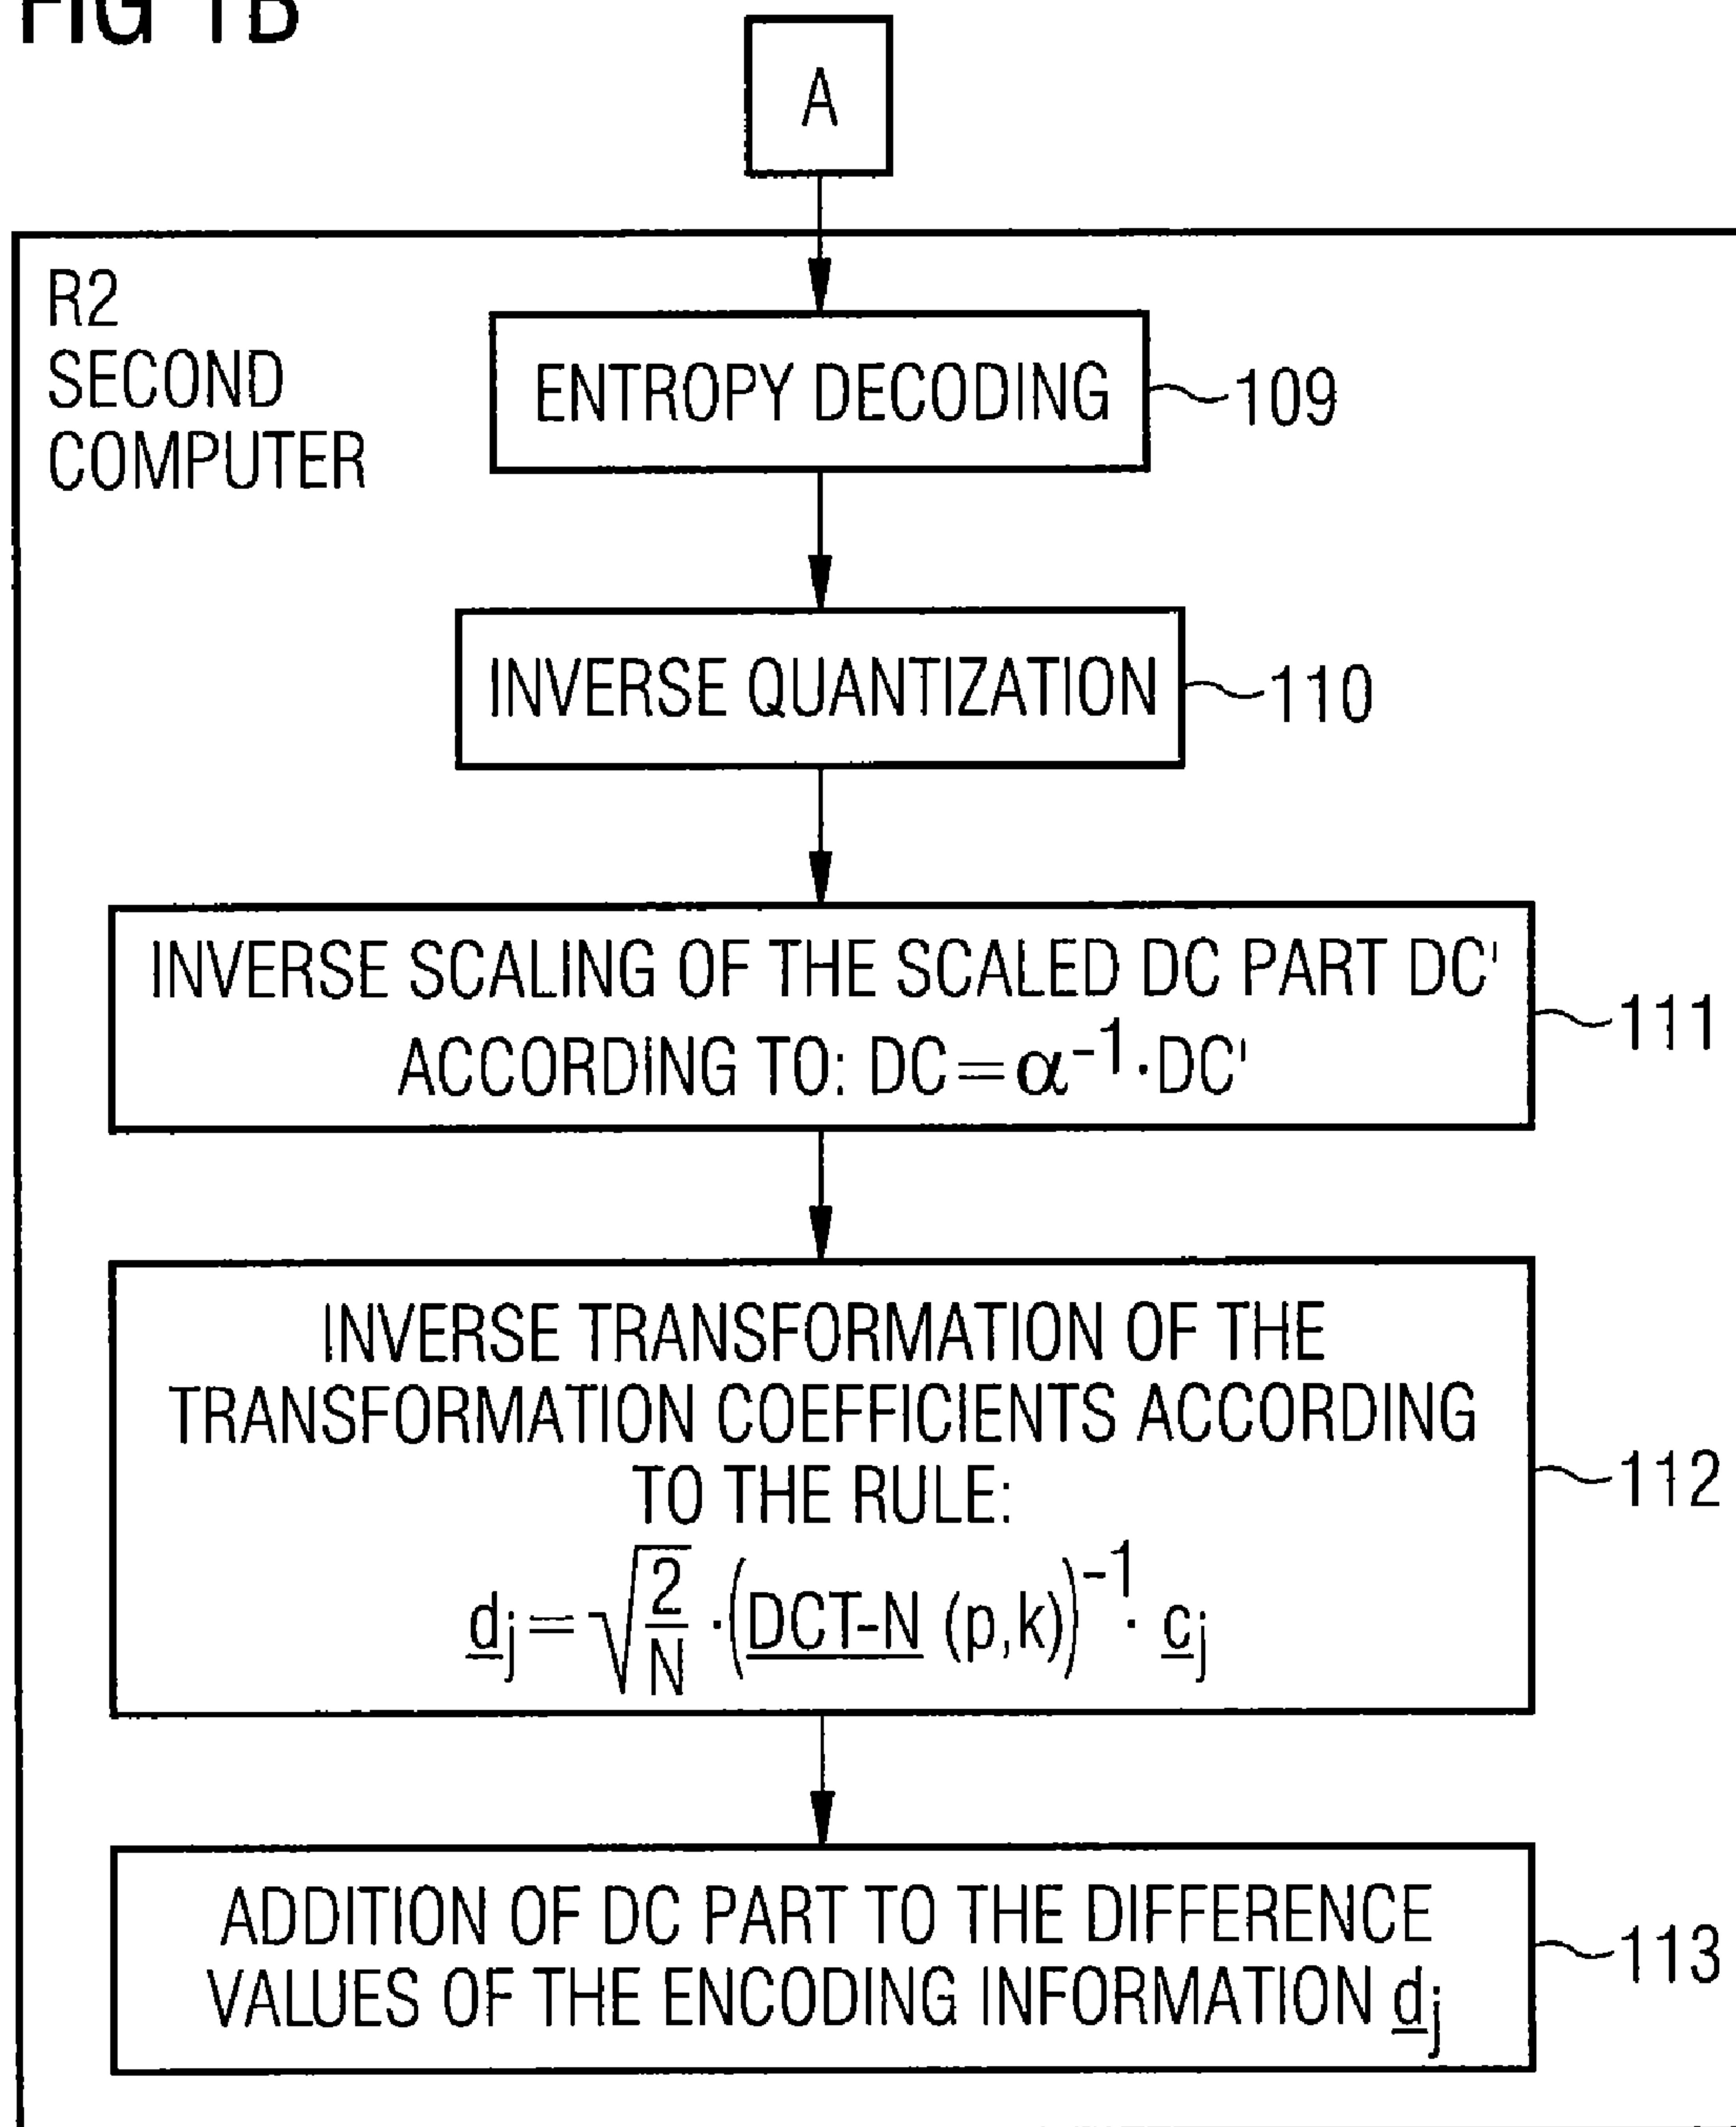 FIG 1B
A
R2
SECOND
COMPUTER
ENTROPY DECODING
109
INVERSE QUANTIZATION
110
INVERSE SCALING OF THE SCALED DC PART DC'
ACCORDING TO: DC=α⁻¹·DC'
111
INVERSE TRANSFORMATION OF THE
TRANSFORMATION COEFFICIENTS ACCORDING
TO THE RULE:
d_j=√(2/N)·(DCT-N (p,k))⁻¹·c_j
112
ADDITION OF DC PART TO THE DIFFERENCE
VALUES OF THE ENCODING INFORMATION d_j
113